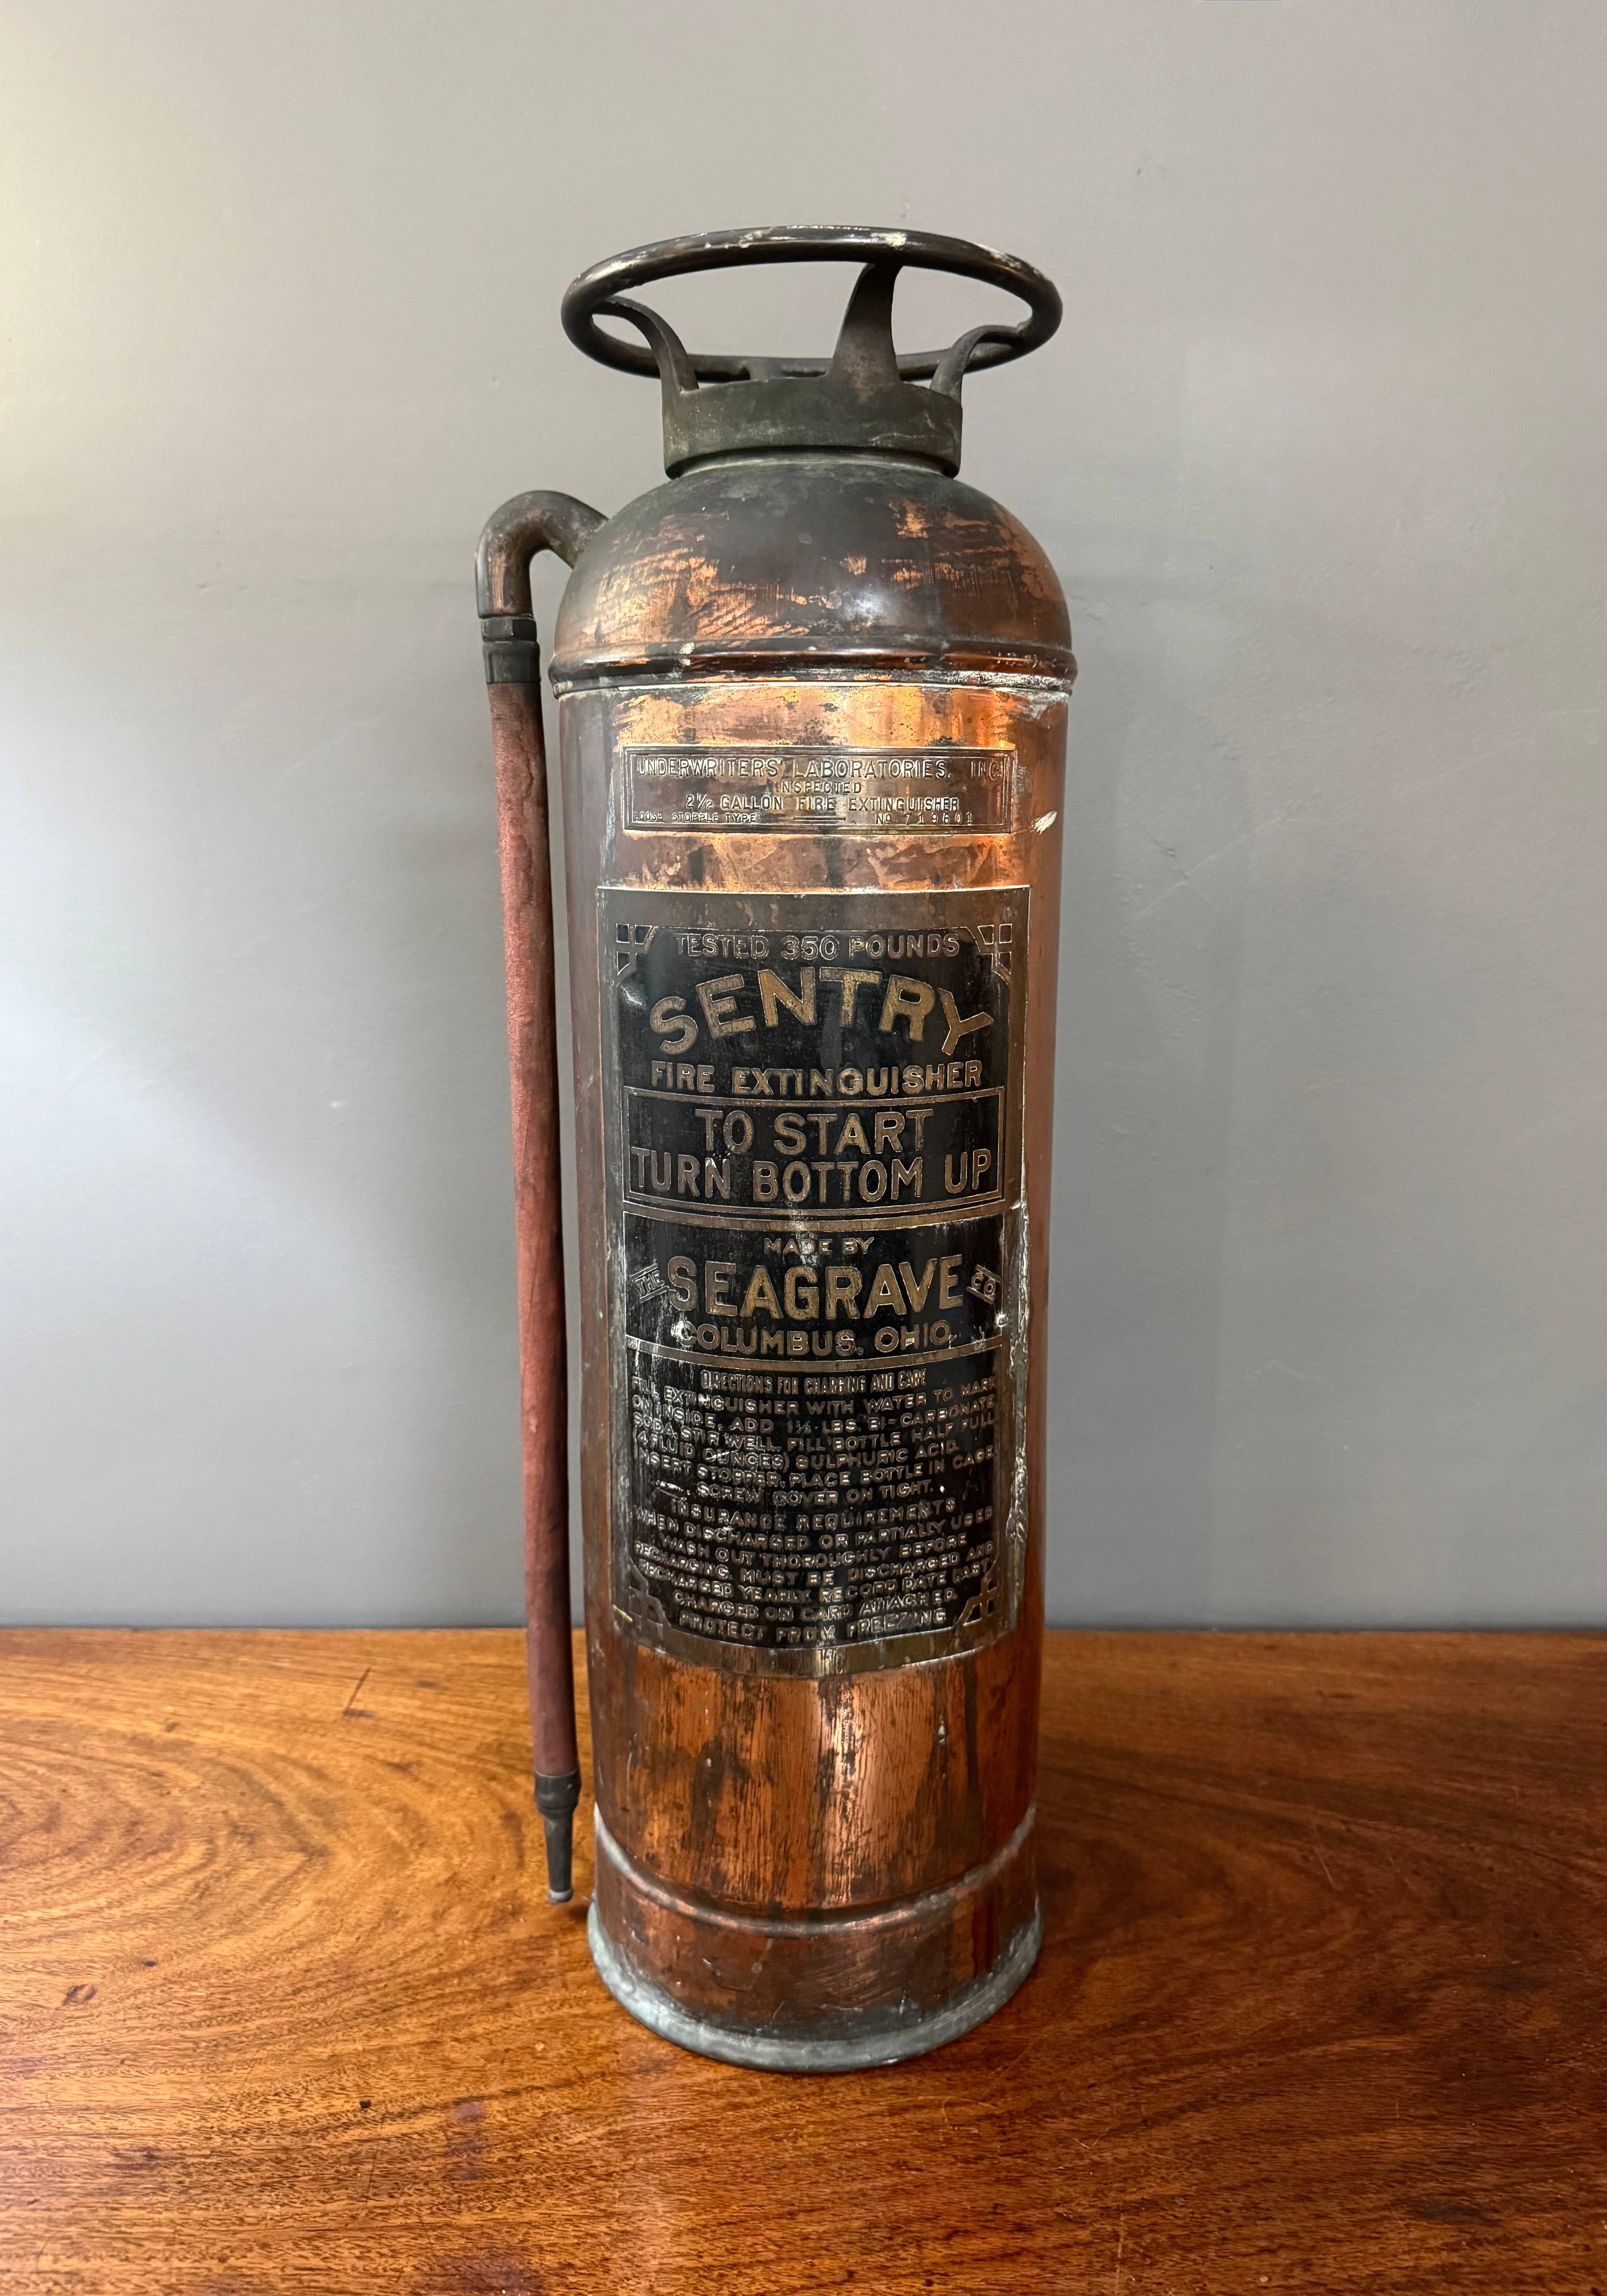 UNDERWRITERS' LABORATORIES, INC.
INSPECTED
2½ GALLON FIRE EXTINGUISHER
LOOSE STOPPLE TYPE No. 719601
TESTED 350 POUNDS
SENTRY
FIRE EXTINGUISHER
TO START
TURN BOTTOM UP
MADE BY
THE SEAGRAVE CO
COLUMBUS, OHIO.
DIRECTIONS FOR CHARGING AND CARE
FILL EXTINGUISHER WITH WATER TO MARK
ON INSIDE, ADD 1½ LBS. BI-CARBONATE
SODA, STIR WELL. FILL BOTTLE HALF FULL
(4 FLUID OUNCES) SULPHURIC ACID.
INSERT STOPPER, PLACE BOTTLE IN CAGE
SCREW COVER ON TIGHT.
INSURANCE REQUIREMENTS
WHEN DISCHARGED OR PARTIALLY USED
WASH OUT THOROUGHLY BEFORE
RECHARGING. MUST BE DISCHARGED AND
RECHARGED YEARLY. RECORD DATE LAST
CHARGED ON CARD ATTACHED
PROTECT FROM FREEZING